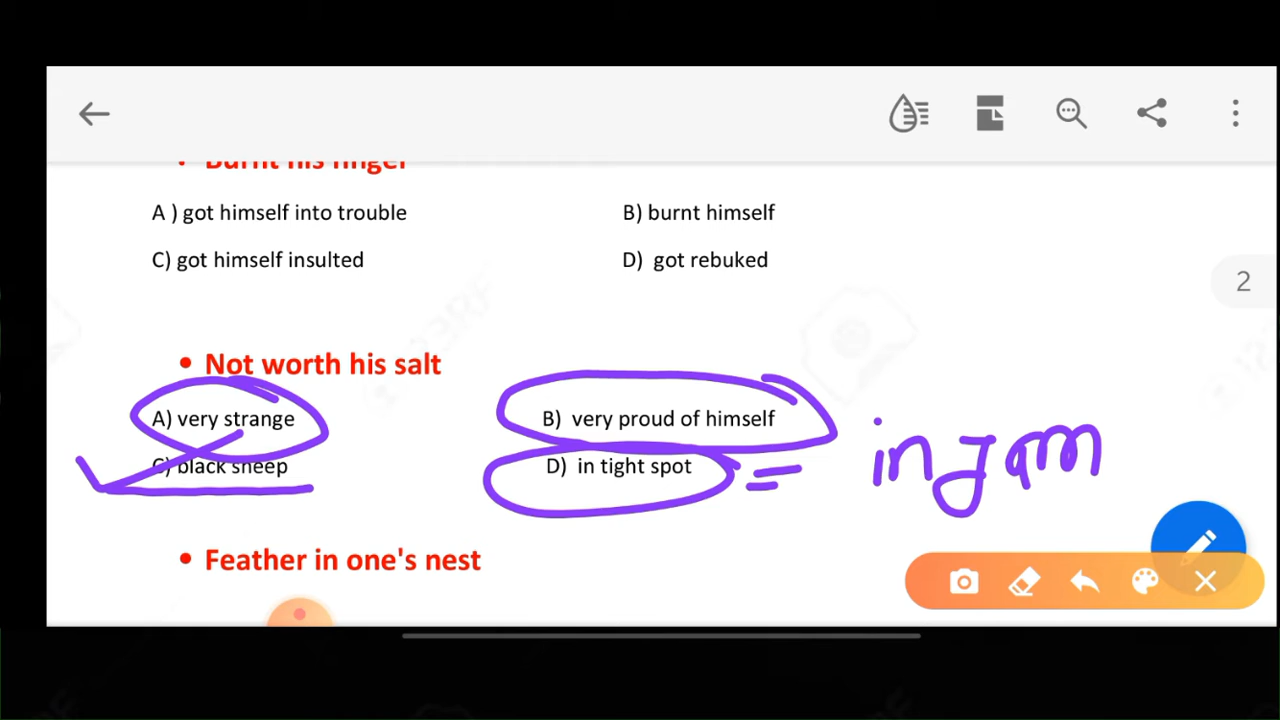 Burnt his finger
A ) got himself into trouble B) burnt himself
C) got himself insulted D) got rebuked
2
Not worth his salt
A) very strange B) very proud of himself
C) black sheep D) in tight spot = in jam
Feather in one's nest